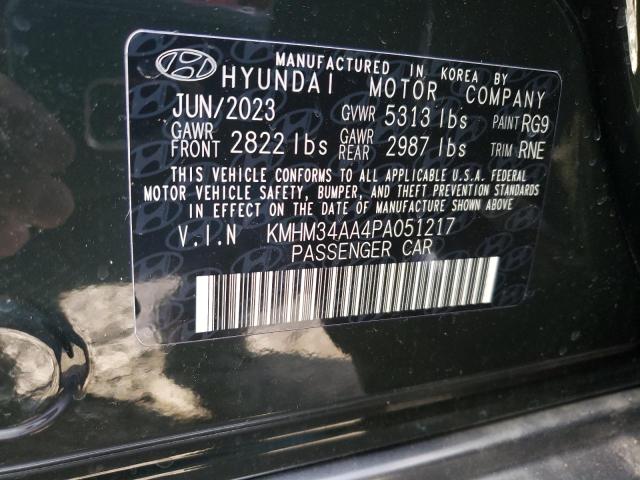 MANUFACTURED IN KOREA BY
HYUNDAI MOTOR COMPANY
JUN/2023 GVWR 5313 lbs PAINT RG9
GAWR FRONT 2822 lbs GAWR REAR 2987 lbs TRIM RNE
THIS VEHICLE CONFORMS TO ALL APPLICABLE U.S.A. FEDERAL
MOTOR VEHICLE SAFETY, BUMPER, AND THEFT PREVENTION STANDARDS
IN EFFECT ON THE DATE OF MANUFACTURE SHOWN ABOVE.
V.I.N KMHM34AA4PA051217
PASSENGER CAR